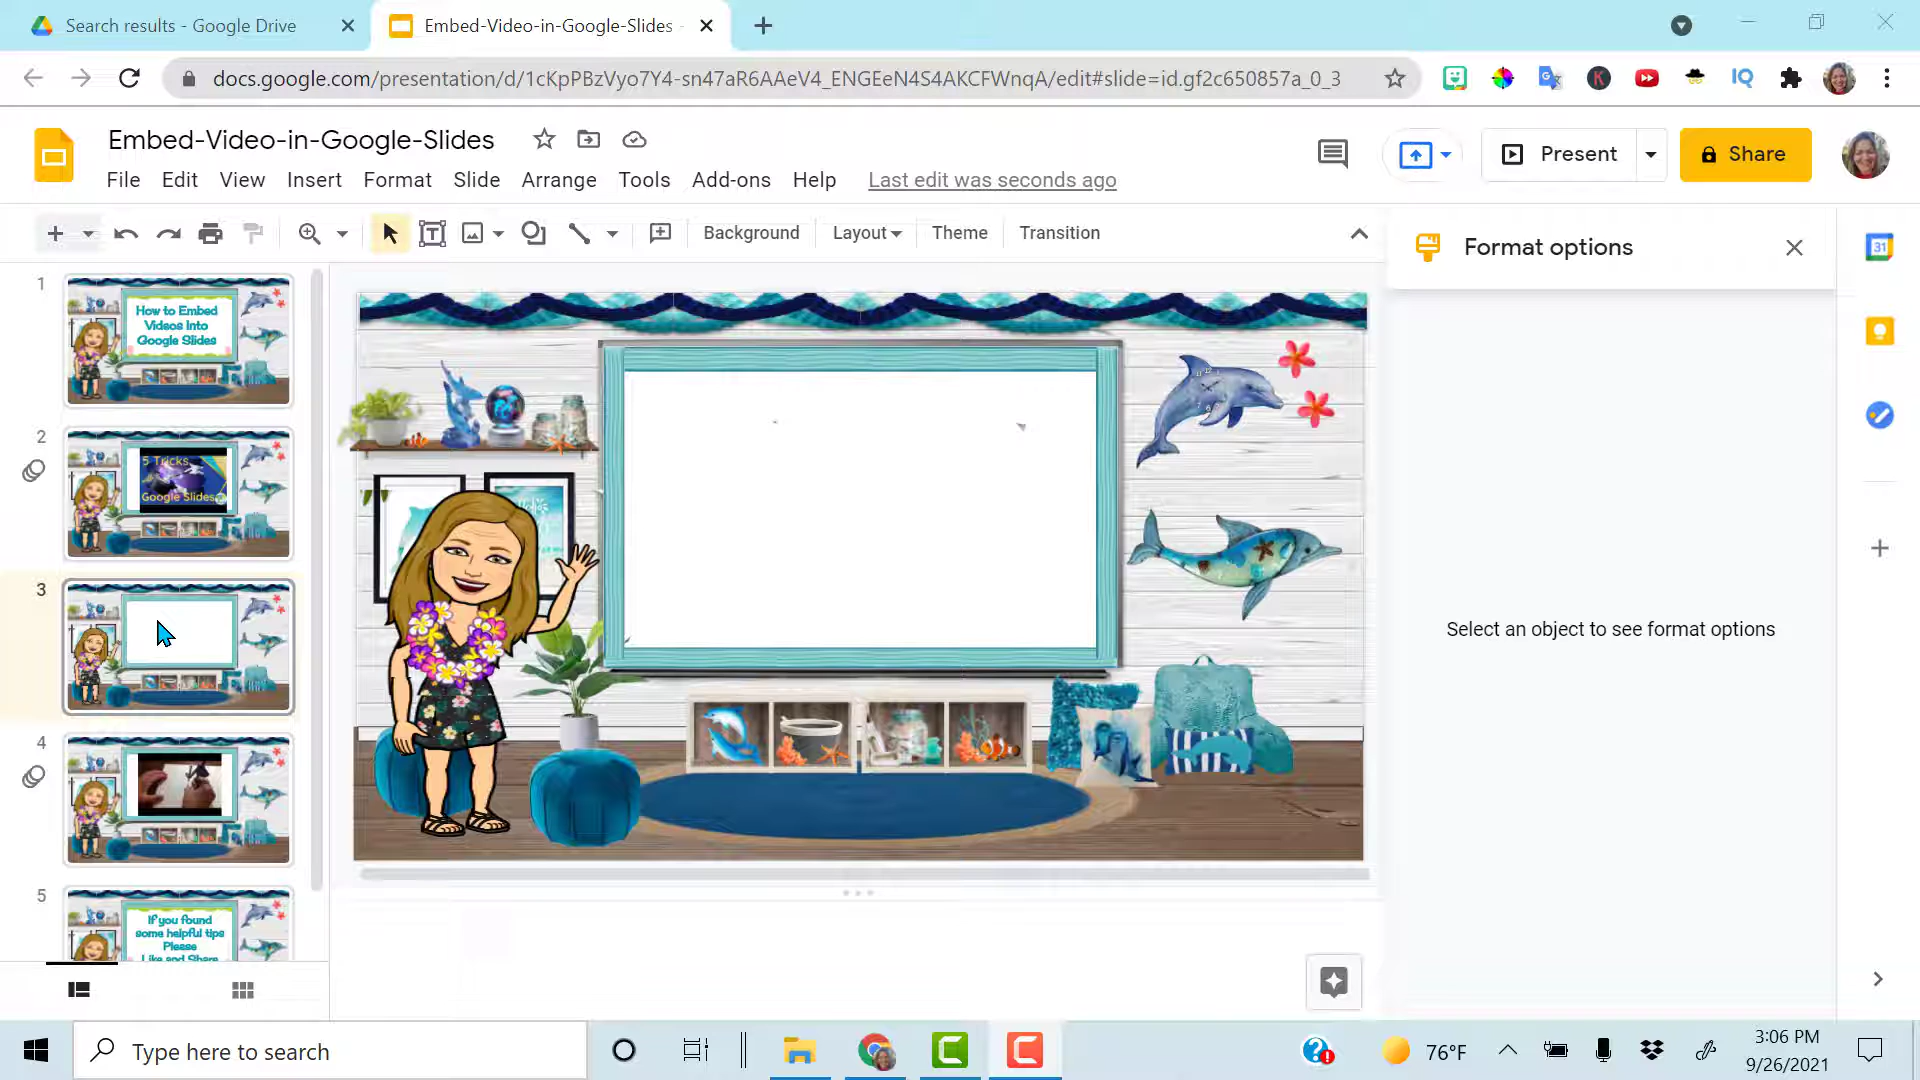 Search results - Google Drive
Embed-Video-in-Google-Slides -
docs.google.com/presentation/d/1cKpPBzVyo7Y4-sn47aR6AAeV4_ENGEeN4S4AKCFWnqA/edit#slide=id.gf2c650857a_0_3
Embed-Video-in-Google-Slides
Present
Share
File Edit View Insert Format Slide Arrange Tools Add-ons Help Last edit was seconds ago
Background Layout Theme Transition
Format options
31
1
How to Embed
Videos Into
Google Slides
2
5 Tricks
Google Slides
3
4
5
If you found
some helpful tips
Please
Like and Share
Select an object to see format options
Type here to search
76°F
3:06 PM
9/26/2021